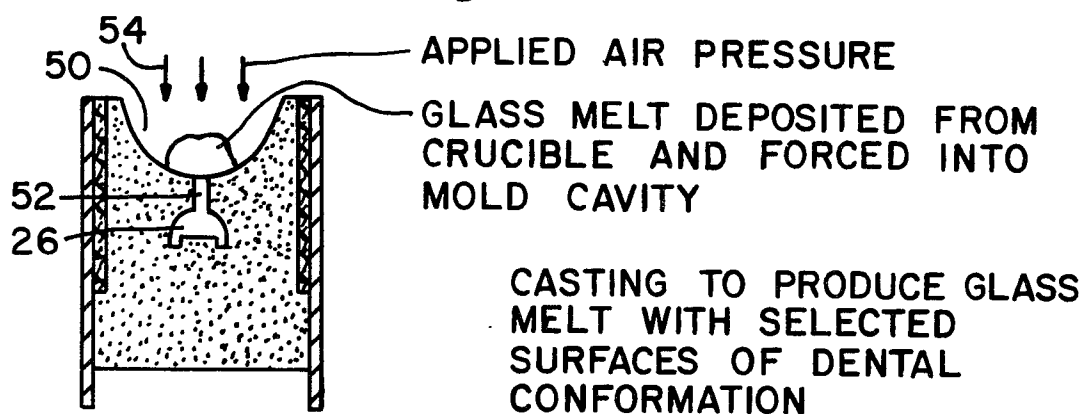 54
50
APPLIED AIR PRESSURE
GLASS MELT DEPOSITED FROM
CRUCIBLE AND FORCED INTO
MOLD CAVITY
52
26
CASTING TO PRODUCE GLASS
MELT WITH SELECTED
SURFACES OF DENTAL
CONFORMATION